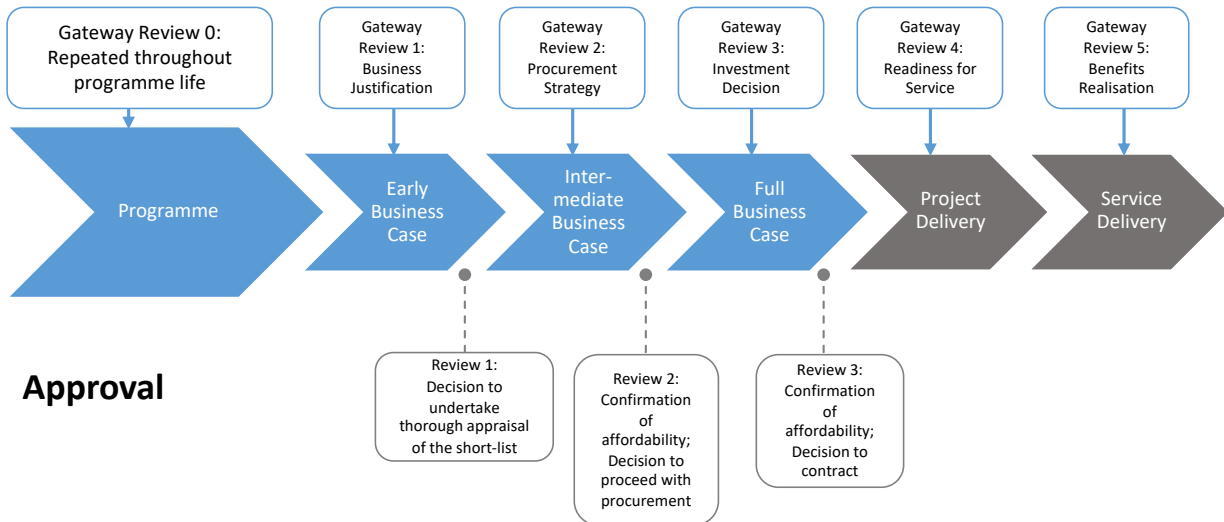 Gateway Review 0:
Repeated throughout
programme life
Gateway
Review 1:
Business
Justification
Gateway
Review 2:
Procurement
Strategy
Gateway
Review 3:
Investment
Decision
Gateway
Review 4:
Readiness for
Service
Gateway
Review 5:
Benefits
Realisation
Programme
Early
Business
Case
Inter-
mediate
Business
Case
Full
Business
Case
Project
Delivery
Service
Delivery
Approval
Review 1:
Decision to
undertake
thorough appraisal
of the short-list
Review 2:
Confirmation
of
affordability;
Decision to
proceed with
procurement
Review 3:
Confirmation
of
affordability;
Decision to
contract